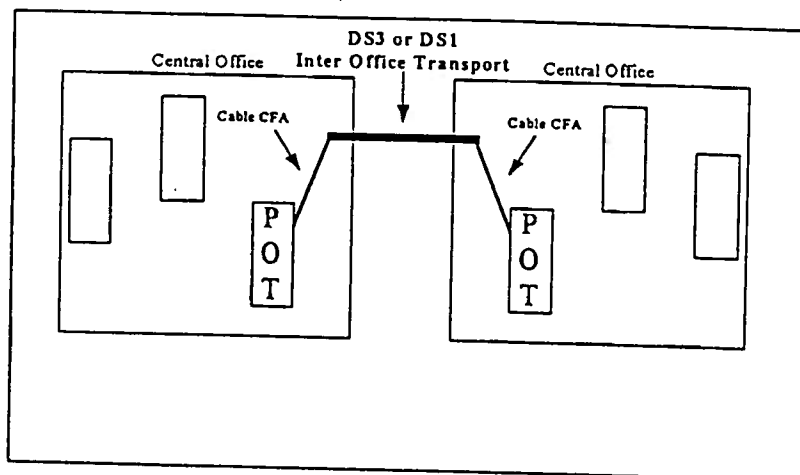 DS3 or DS1
Inter Office Transport
Central Office
Central Office
Cable CFA
Cable CFA
P
O
T
P
O
T